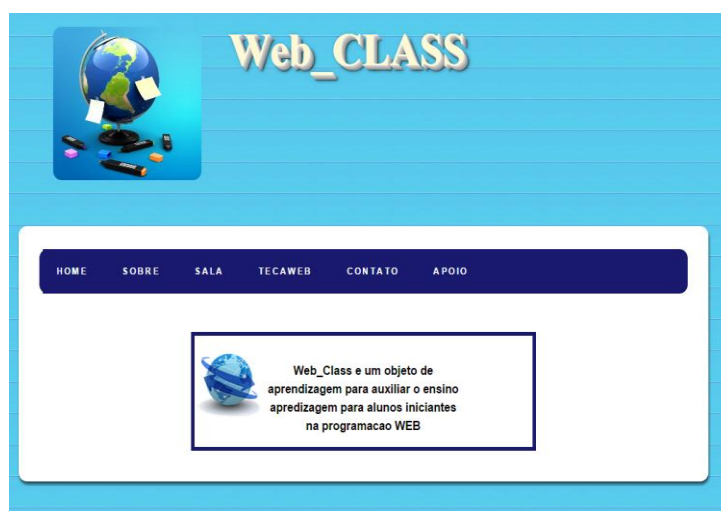 Web_CLASS
HOME SOBRE SALA TECAWEB CONTATO APOIO
Web_Class e um objeto de
aprendizagem para auxiliar o ensino
apredizagem para alunos iniciantes
na programacao WEB